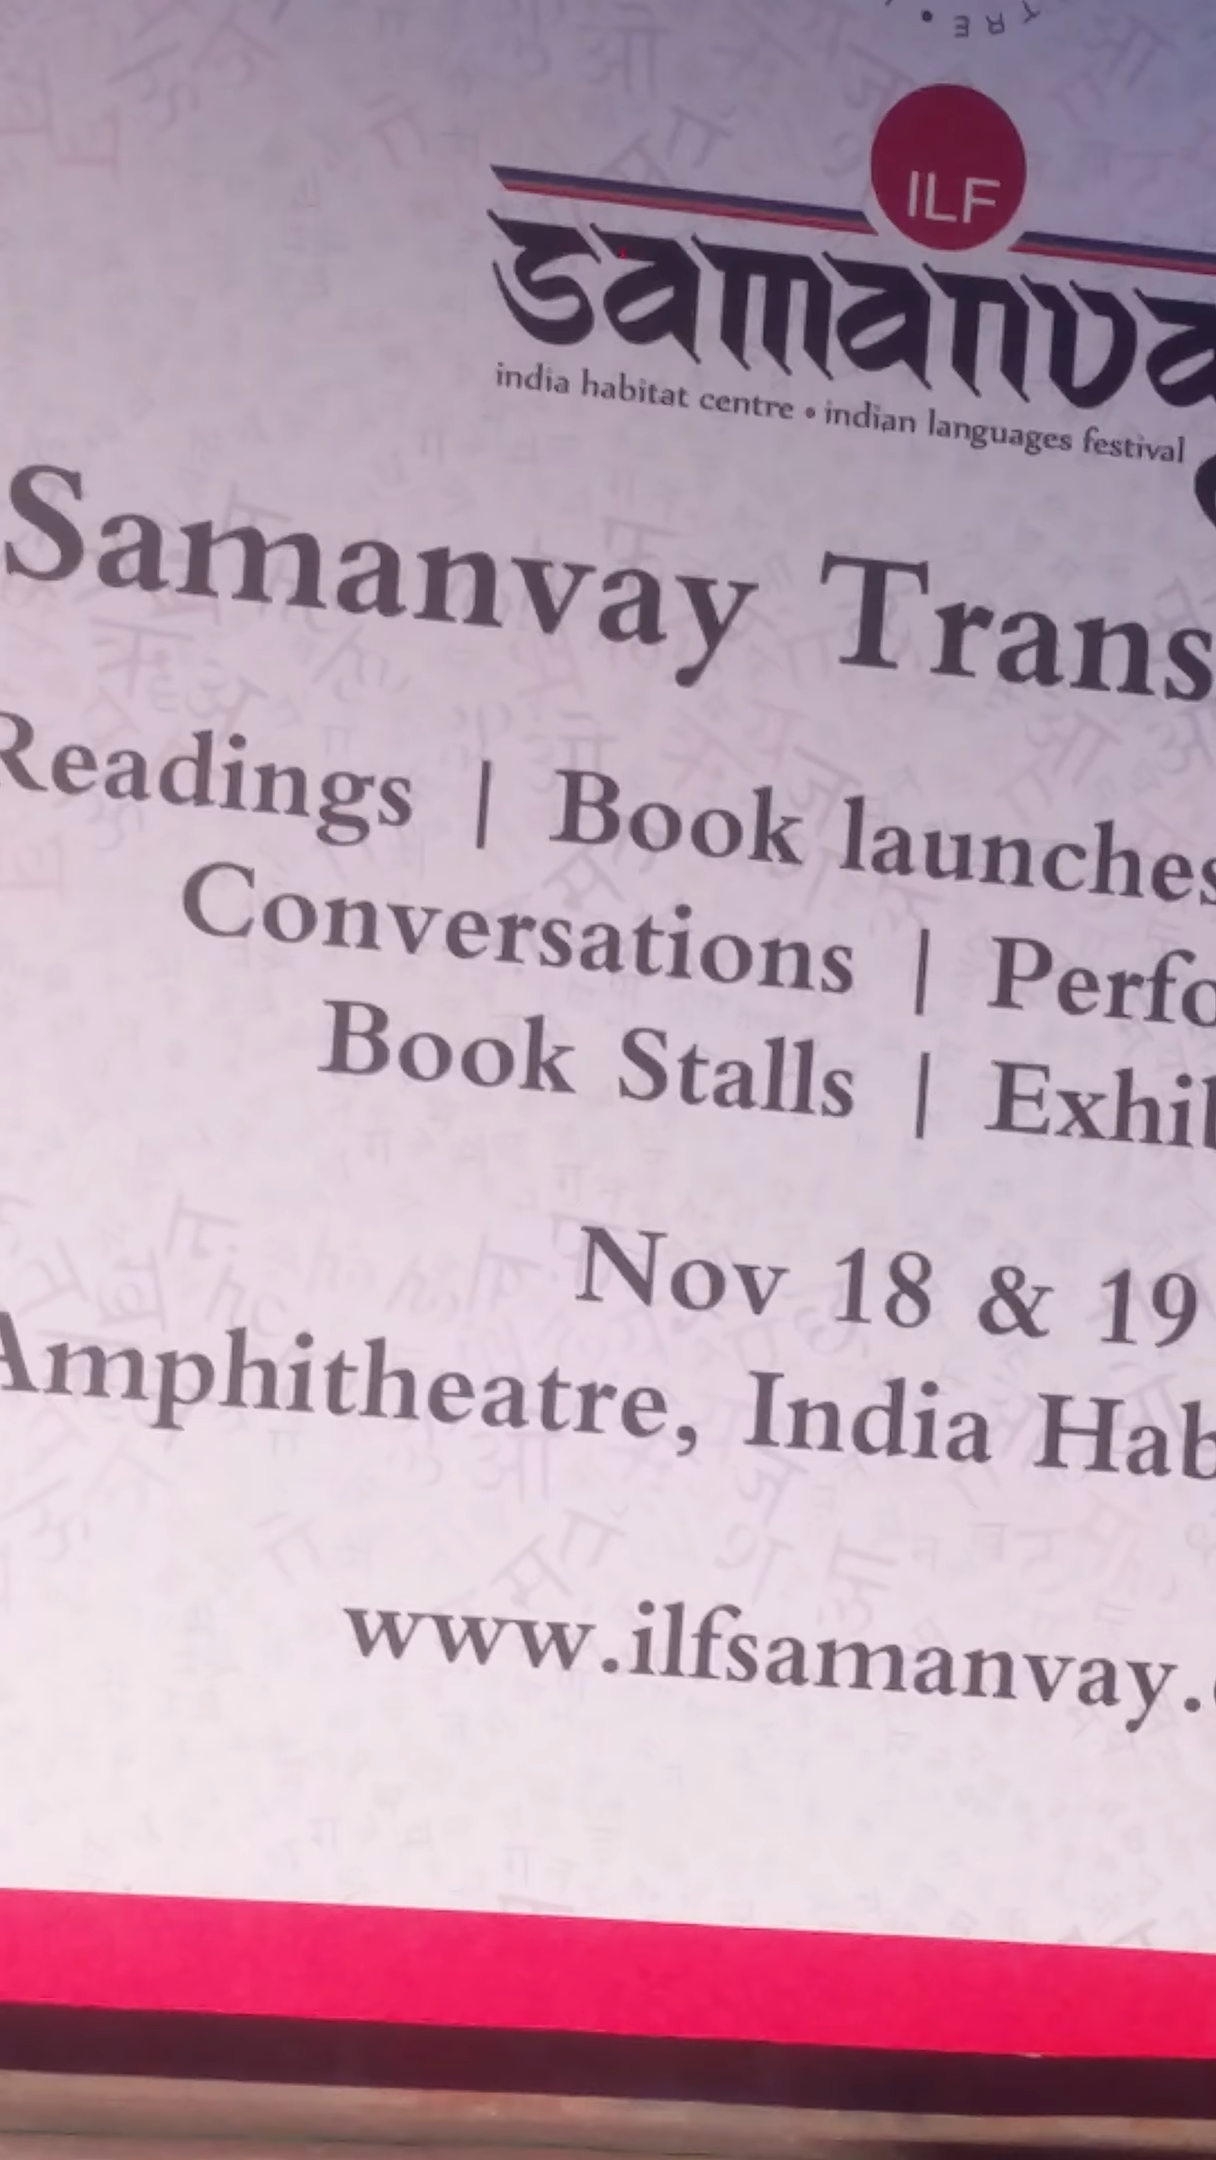 ILF
samanva
india habitat centre • indian languages festival
Samanvay Trans
Readings | Book launches
Conversations | Perfo
Book Stalls | Exhib
Nov 18 & 19
Amphitheatre, India Hab
www.ilfsamanvay.